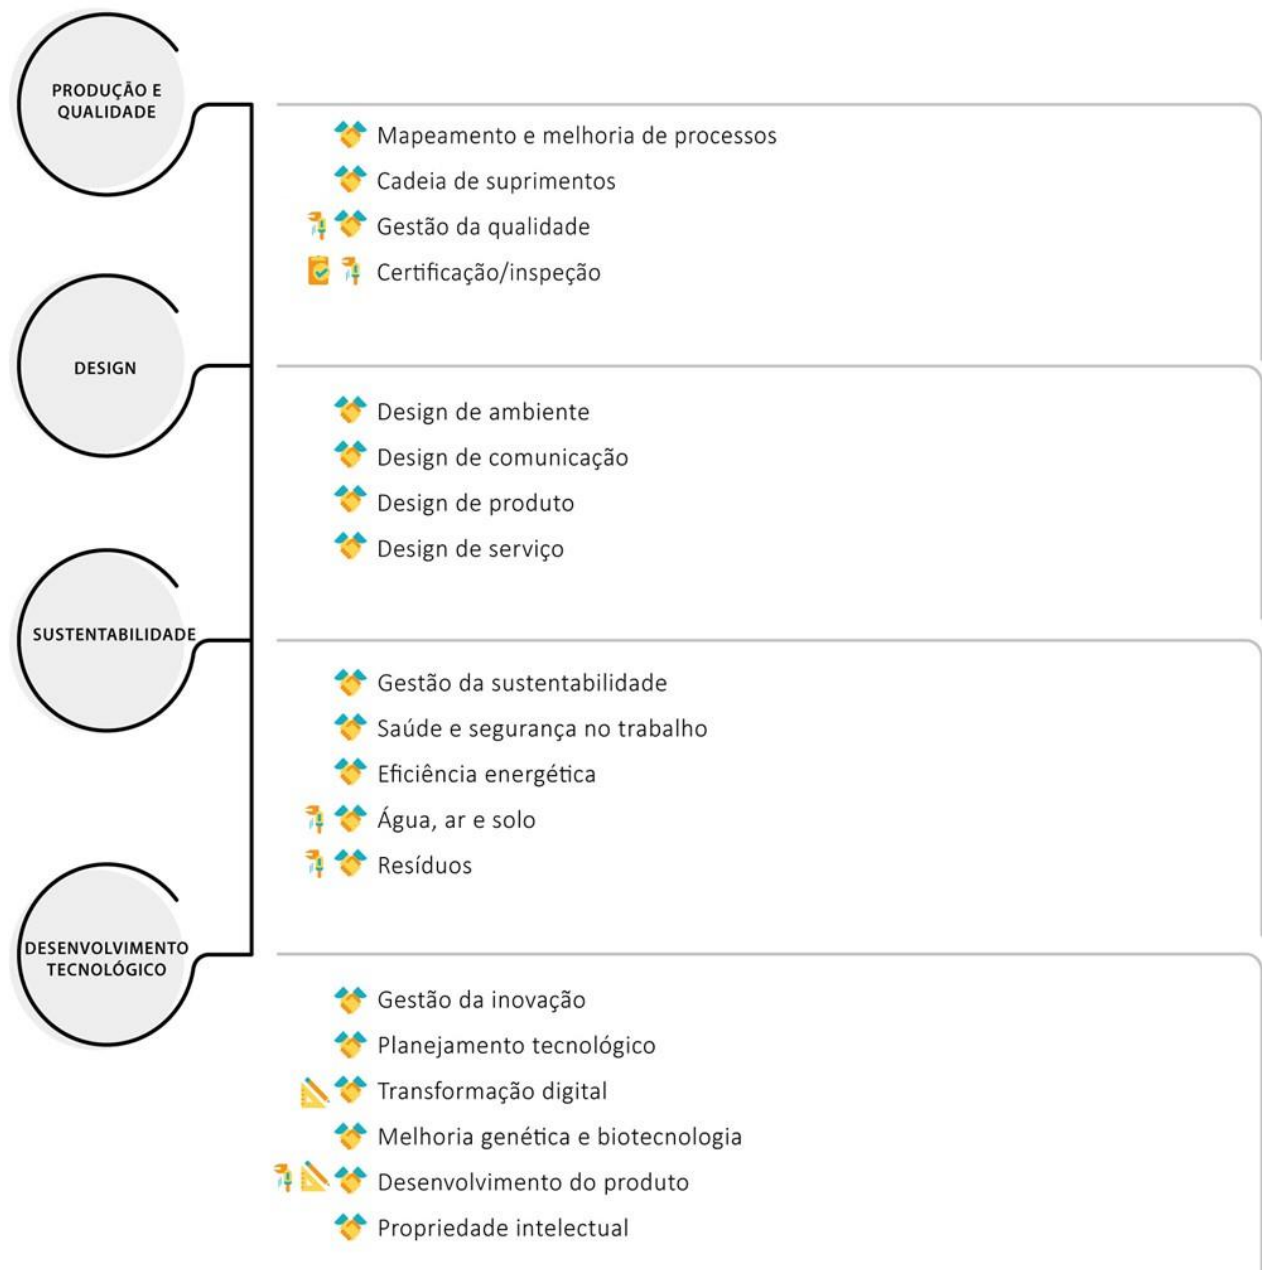 PRODUÇÃO E
QUALIDADE
Mapeamento e melhoria de processos
Cadeia de suprimentos
Gestão da qualidade
Certificação/inspeção
DESIGN
Design de ambiente
Design de comunicação
Design de produto
Design de serviço
SUSTENTABILIDADE
Gestão da sustentabilidade
Saúde e segurança no trabalho
Eficiência energética
Água, ar e solo
Resíduos
DESENVOLVIMENTO
TECNOLÓGICO
Gestão da inovação
Planejamento tecnológico
Transformação digital
Melhoria genética e biotecnologia
Desenvolvimento do produto
Propriedade intelectual